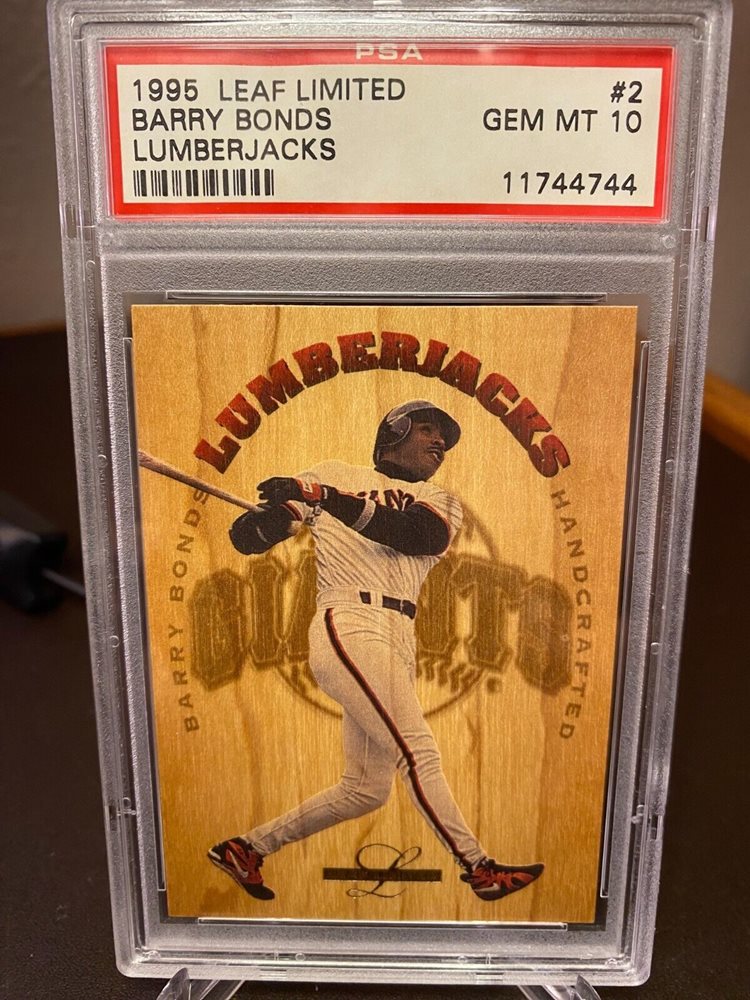 PSA
1995 LEAF LIMITED #2
BARRY BONDS GEM MT 10
LUMBERJACKS
11744744
LUMBERJACKS
BARRY BONDS
HANDCRAFTED
GIANTS
L